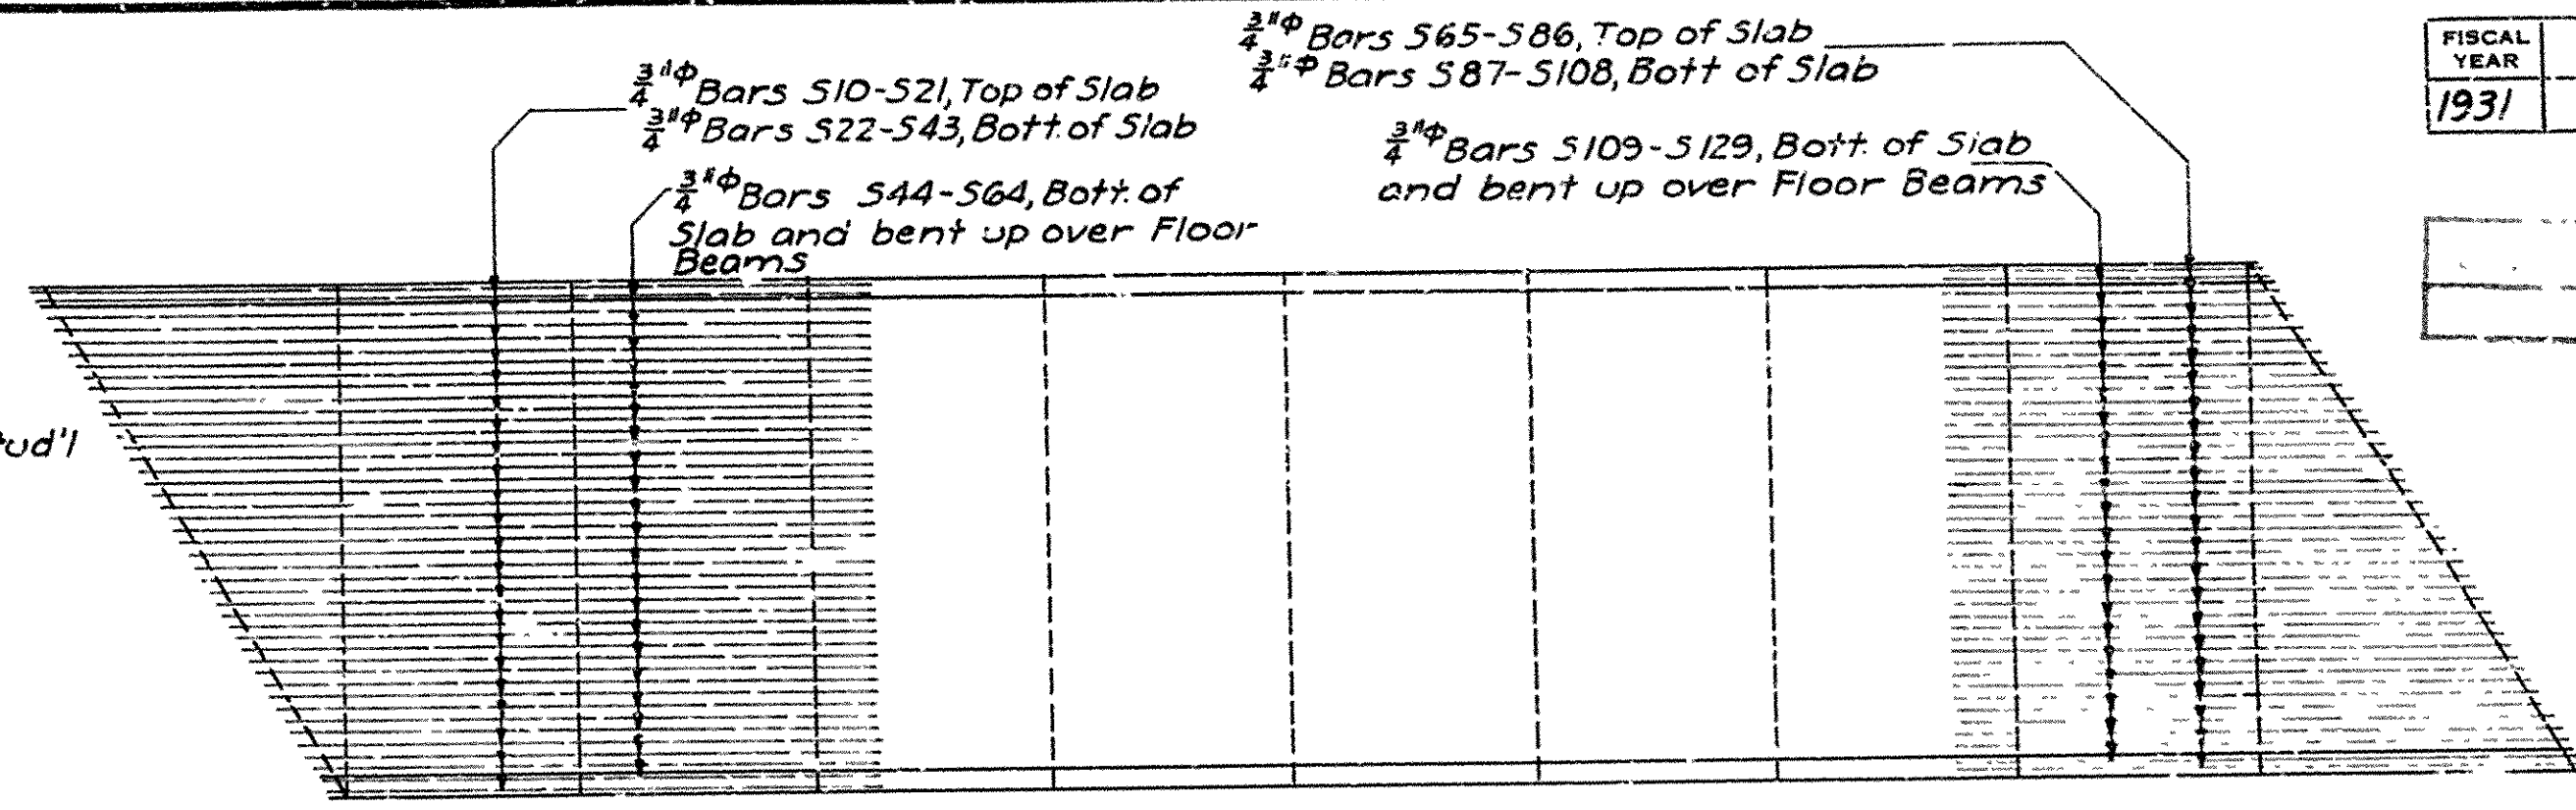 3/4"ϕ Bars S10-S21, Top of Slab
3/4"ϕ Bars S22-S43, Bott. of Slab
3/4"ϕ Bars S44-S64, Bott. of
Slab and bent up over Floor
Beams
3/4"ϕ Bars S65-S86, Top of Slab
3/4"ϕ Bars S87-S108, Bott of Slab
3/4"ϕ Bars S109-S129, Bott. of Slab
and bent up over Floor Beams
FISCAL
YEAR
1931
tud'l